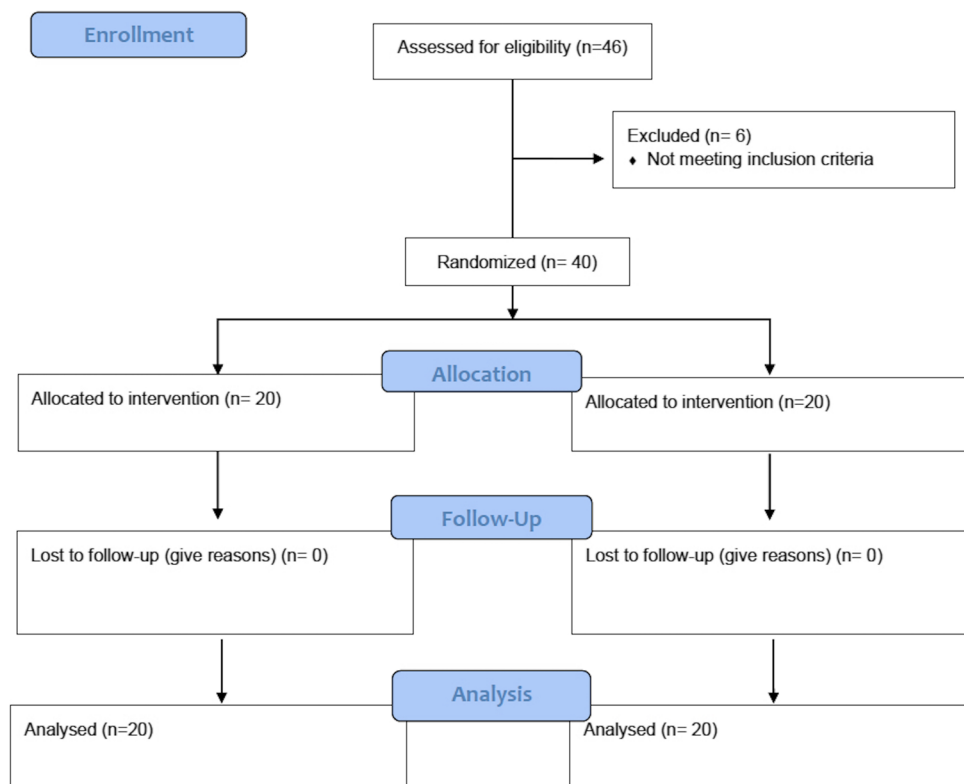 Enrollment
Assessed for eligibility (n=46)
Excluded (n= 6)
♦ Not meeting inclusion criteria
Randomized (n= 40)
Allocation
Allocated to intervention (n= 20)
Allocated to intervention (n=20)
Follow-Up
Lost to follow-up (give reasons) (n= 0)
Lost to follow-up (give reasons) (n= 0)
Analysis
Analysed (n=20)
Analysed (n= 20)